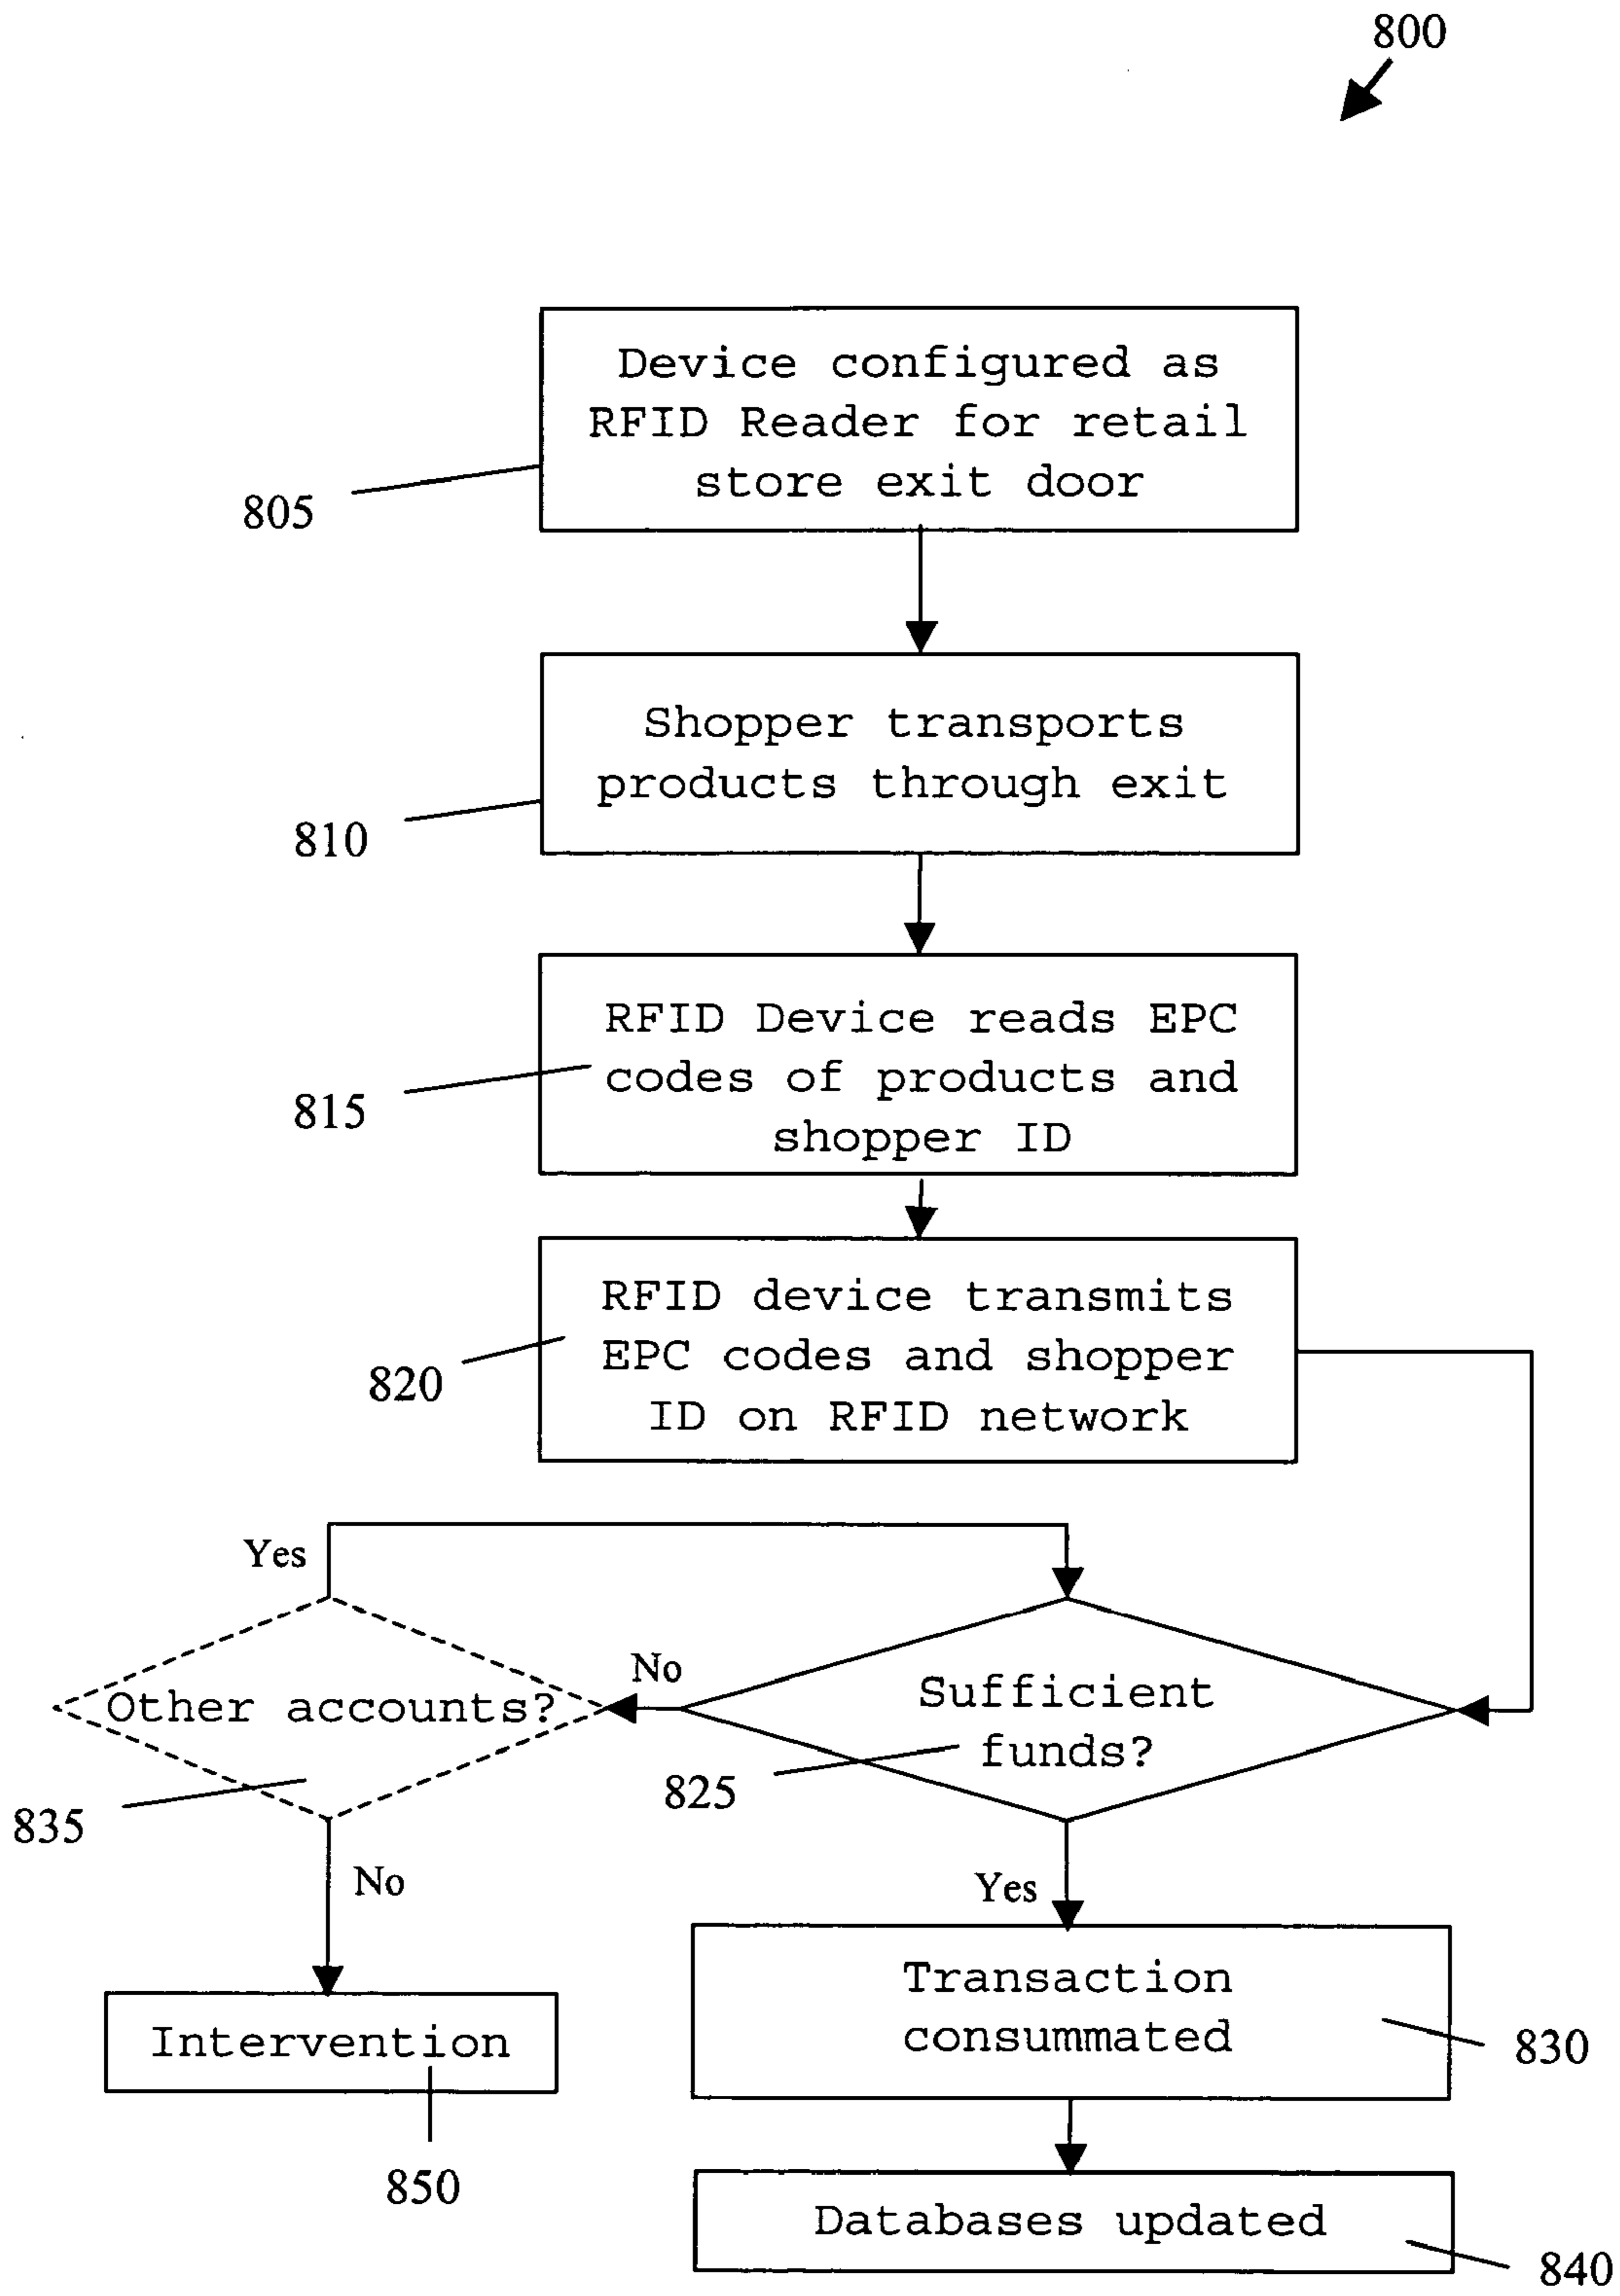 800
Device configured as
RFID Reader for retail
store exit door
805
Shopper transports
products through exit
810
RFID Device reads EPC
codes of products and
shopper ID
815
RFID device transmits
EPC codes and shopper
ID on RFID network
820
Yes
No
Other accounts?
Sufficient
funds?
825
835
No
Yes
Transaction
consummated
830
Intervention
850
Databases updated
840